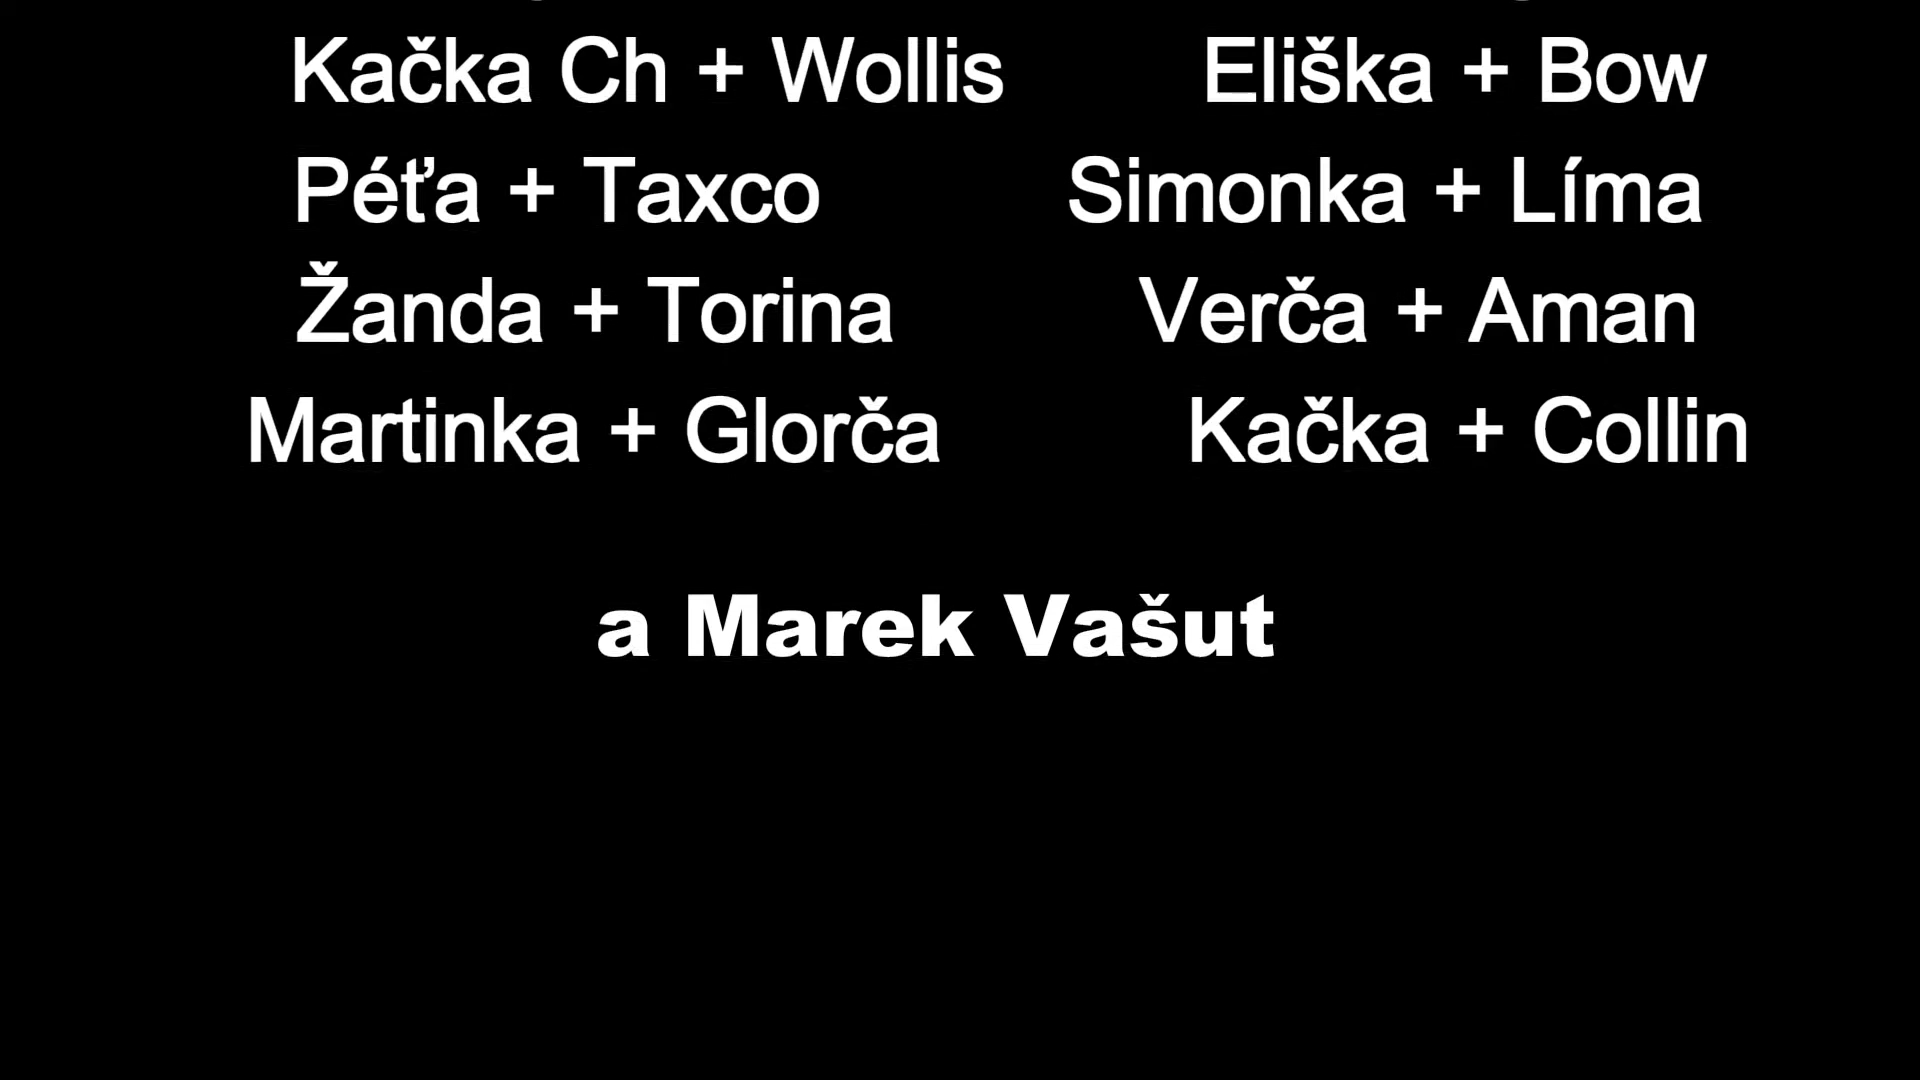 Kačka Ch + Wollis Eliška + Bow
Péťa + Taxco Simonka + Líma
Žanda + Torina Verča + Aman
Martinka + Glorča Kačka + Collin
a Marek Vašut